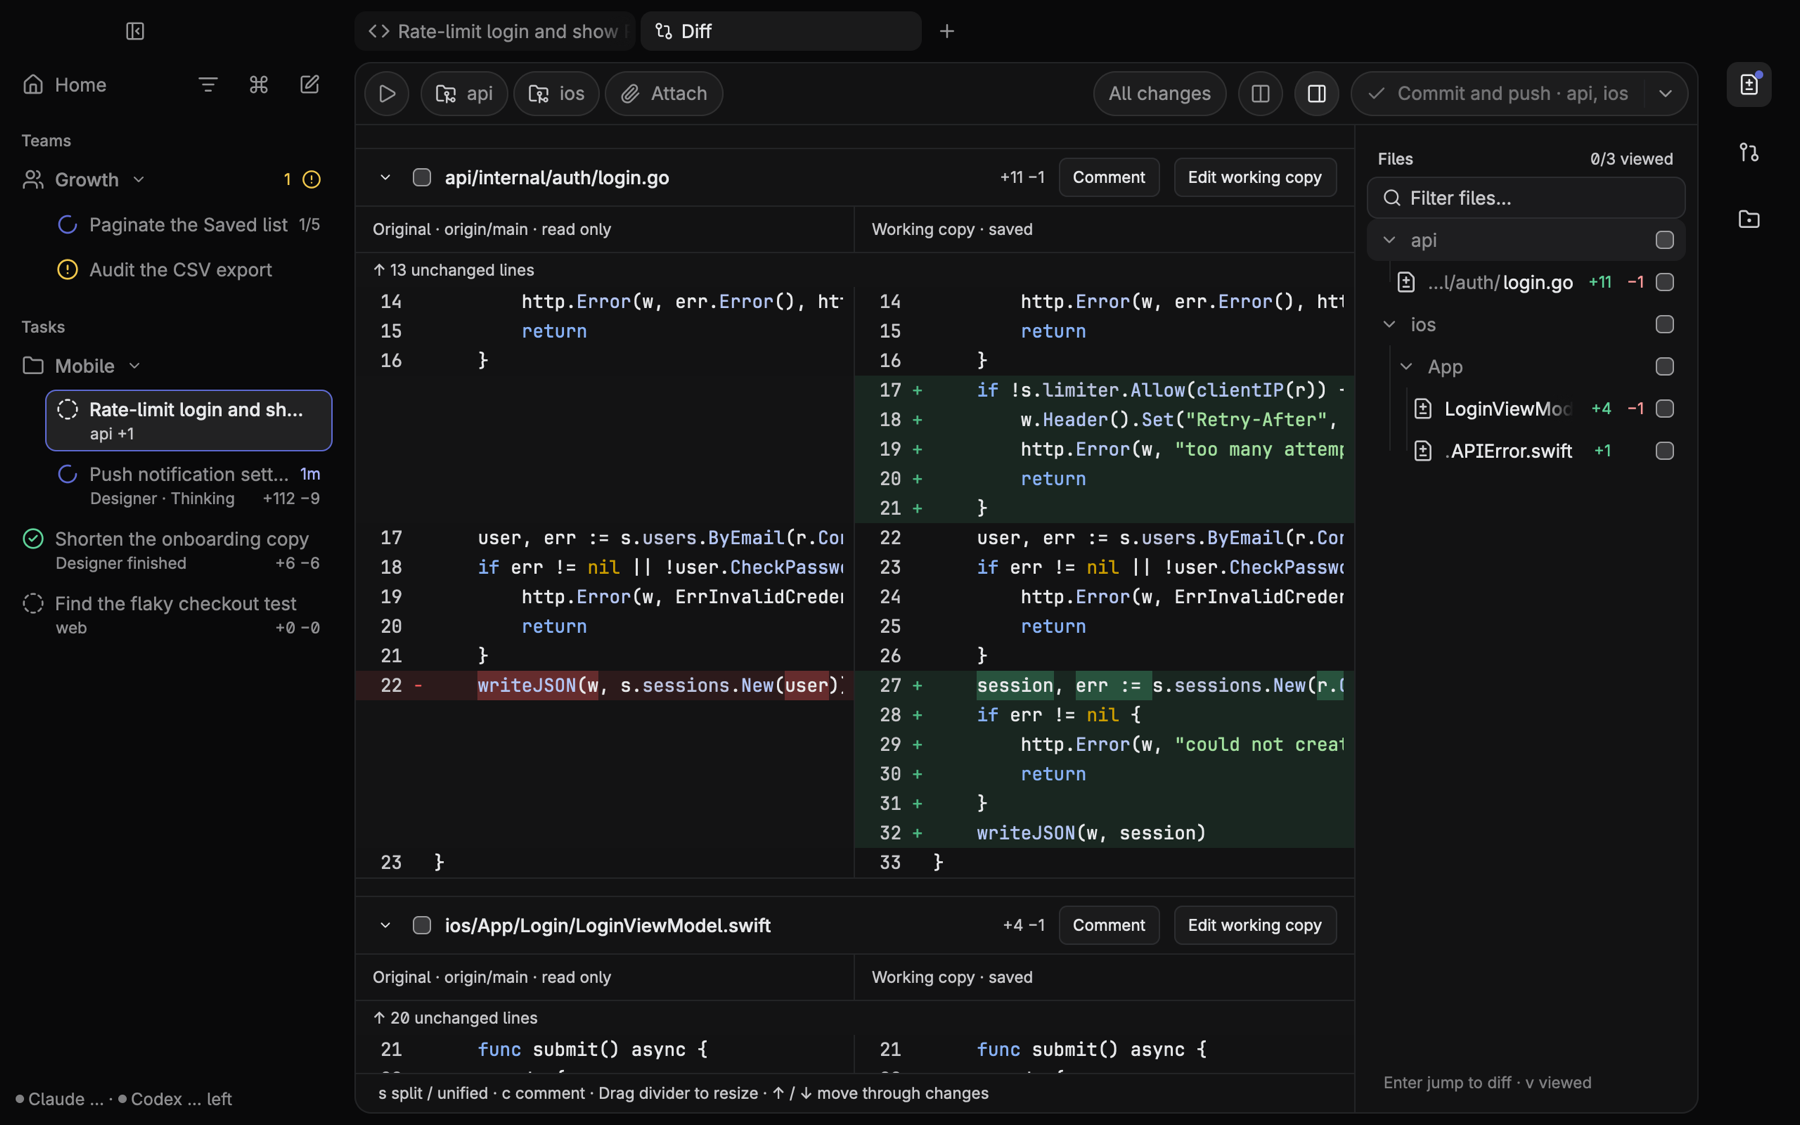 Rate-limit login and show
Diff
Home
api
ios
Attach
All changes
Commit and push · api, ios
Teams
Growth
1
Paginate the Saved list 1/5
Audit the CSV export
Tasks
Mobile
Rate-limit login and sh...
api +1
Push notification sett... 1m
Designer · Thinking +112 −9
Shorten the onboarding copy
Designer finished +6 −6
Find the flaky checkout test
web +0 −0
Claude ... · Codex ... left
api/internal/auth/login.go +11 −1 Comment Edit working copy
Original · origin/main · read only
Working copy · saved
↑ 13 unchanged lines
14 http.Error(w, err.Error(), htt
15 return
16 }
17 user, err := s.users.ByEmail(r.Con
18 if err != nil || !user.CheckPasswo
19 http.Error(w, ErrInvalidCreden
20 return
21 }
22 - writeJSON(w, s.sessions.New(user))
23 }
14 http.Error(w, err.Error(), htt
15 return
16 }
17 + if !s.limiter.Allow(clientIP(r))
18 + w.Header().Set("Retry-After",
19 + http.Error(w, "too many attemp
20 + return
21 + }
22 user, err := s.users.ByEmail(r.Con
23 if err != nil || !user.CheckPasswo
24 http.Error(w, ErrInvalidCreden
25 return
26 }
27 + session, err := s.sessions.New(r.C
28 + if err != nil {
29 + http.Error(w, "could not creat
30 + return
31 + }
32 + writeJSON(w, session)
33 }
ios/App/Login/LoginViewModel.swift +4 −1 Comment Edit working copy
Original · origin/main · read only
Working copy · saved
↑ 20 unchanged lines
21 func submit() async {
21 func submit() async {
s split / unified · c comment · Drag divider to resize · ↑ / ↓ move through changes
Files 0/3 viewed
Filter files...
api
...l/auth/login.go +11 −1
ios
App
LoginViewMod +4 −1
.APIError.swift +1
Enter jump to diff · v viewed